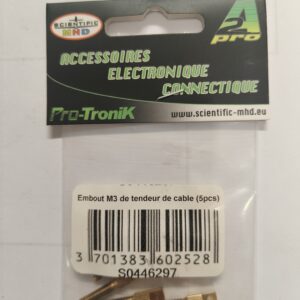 SCIENTIFIC
MHD
A2
pro
ACCESSOIRES
ELECTRONIQUE
CONNECTIQUE
Pro-TroniK
www.scientific-mhd.eu
Embout M3 de tendeur de cable (5pcs)
3 701383 602528
S0446297